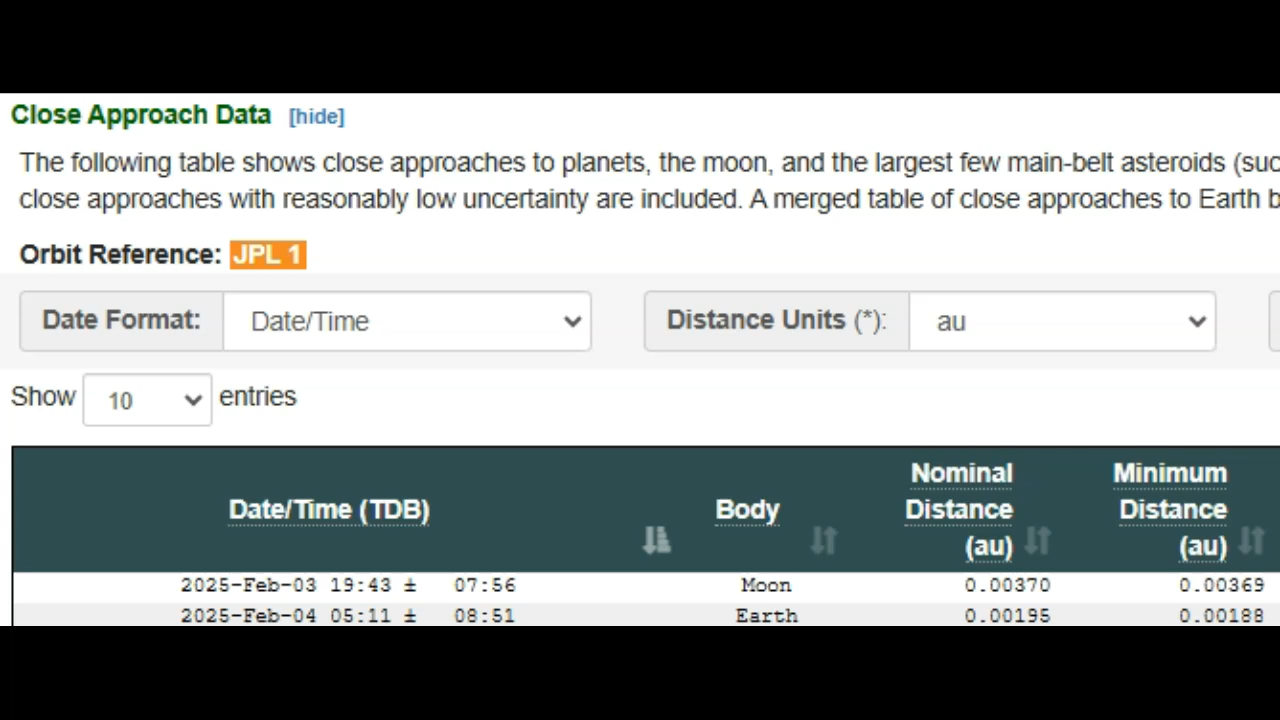 Close Approach Data [hide]
The following table shows close approaches to planets, the moon, and the largest few main-belt asteroids (suc
close approaches with reasonably low uncertainty are included. A merged table of close approaches to Earth b
Orbit Reference: JPL 1
Date Format: Date/Time Distance Units (*): au
Show 10 entries
Date/Time (TDB) Body Nominal Distance (au) Minimum Distance (au)
2025-Feb-03 19:43 ± 07:56 Moon 0.00370 0.00369
2025-Feb-04 05:11 ± 08:51 Earth 0.00195 0.00188